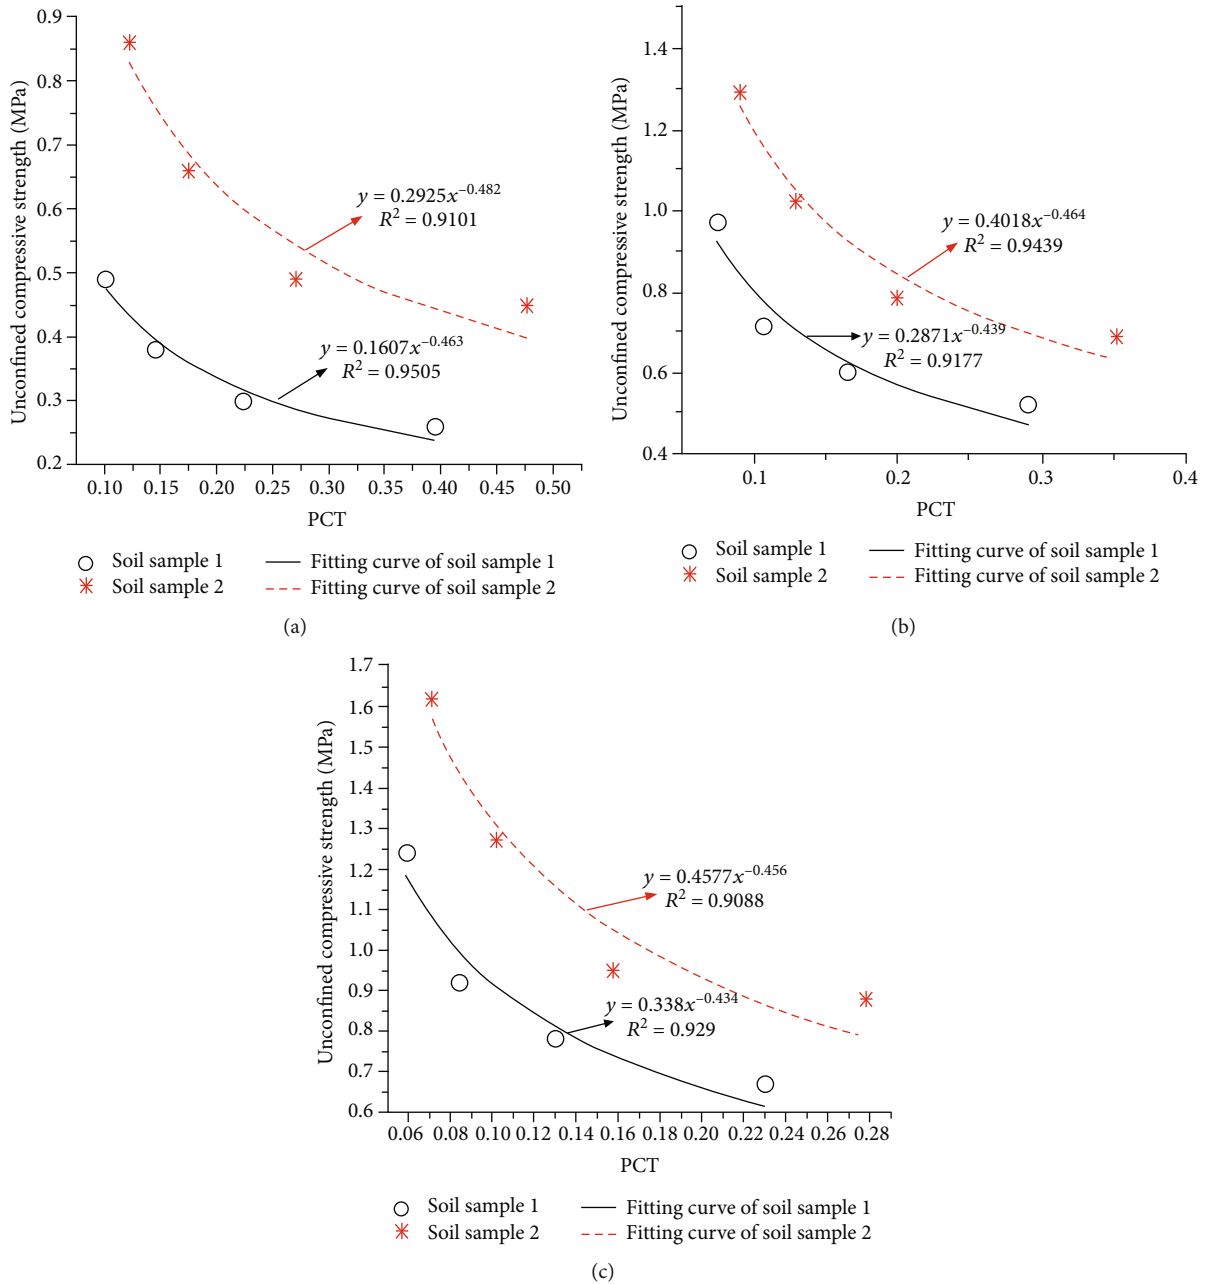 0.9
0.8
0.7
0.6
0.5
0.4
0.3
0.2
Unconfined compressive strength (MPa)
y = 0.2925x^−0.482
R² = 0.9101
y = 0.1607x^−0.463
R² = 0.9505
0.10 0.15 0.20 0.25 0.30 0.35 0.40 0.45 0.50
PCT
Soil sample 1 Fitting curve of soil sample 1
Soil sample 2 Fitting curve of soil sample 2
(a)
1.4
1.2
1.0
0.8
0.6
0.4
Unconfined compressive strength (MPa)
y = 0.4018x^−0.464
R² = 0.9439
y = 0.2871x^−0.439
R² = 0.9177
0.1 0.2 0.3 0.4
PCT
Soil sample 1 Fitting curve of soil sample 1
Soil sample 2 Fitting curve of soil sample 2
(b)
1.7
1.6
1.5
1.4
1.3
1.2
1.1
1.0
0.9
0.8
0.7
0.6
Unconfined compressive strength (MPa)
y = 0.4577x^−0.456
R² = 0.9088
y = 0.338x^−0.434
R² = 0.929
0.06 0.08 0.10 0.12 0.14 0.16 0.18 0.20 0.22 0.24 0.26 0.28
PCT
Soil sample 1 Fitting curve of soil sample 1
Soil sample 2 Fitting curve of soil sample 2
(c)